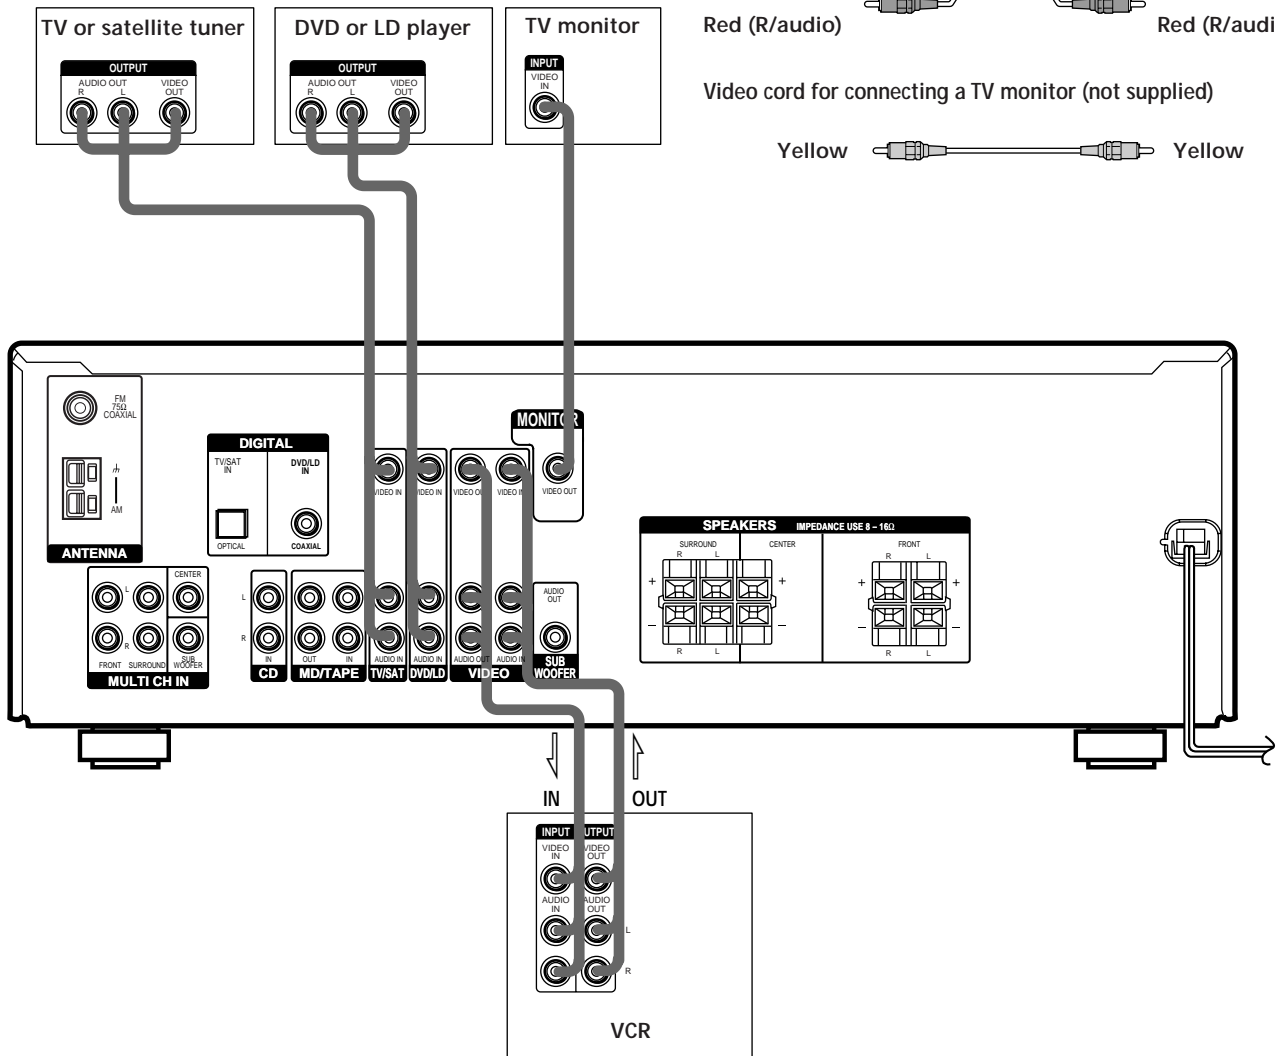 TV or satellite tuner
OUTPUT
AUDIO OUT
R L
VIDEO
OUT
DVD or LD player
OUTPUT
AUDIO OUT
R L
VIDEO
OUT
TV monitor
INPUT
VIDEO
IN
Red (R/audio)
Red (R/audi
Video cord for connecting a TV monitor (not supplied)
Yellow
Yellow
FM
75Ω
COAXIAL
AM
ANTENNA
DIGITAL
TV/SAT
IN
OPTICAL
DVD/LD
IN
COAXIAL
MONITOR
VIDEO OUT
VIDEO IN
VIDEO IN
VIDEO OUT
VIDEO IN
SPEAKERS IMPEDANCE USE 8 – 16Ω
SURROUND
R L
CENTER
FRONT
R L
+ + + +
– – – –
R L
R L
CENTER
L
R
FRONT SURROUND
SUB
WOOFER
MULTI CH IN
L
R
IN
CD
OUT IN
MD/TAPE
AUDIO IN
TV/SAT
AUDIO IN
DVD/LD
AUDIO OUT AUDIO IN
VIDEO
AUDIO
OUT
SUB
WOOFER
IN
OUT
INPUT
UTPUT
VIDEO
IN
VIDEO
OUT
AUDIO
IN
AUDIO
OUT
L
R
VCR